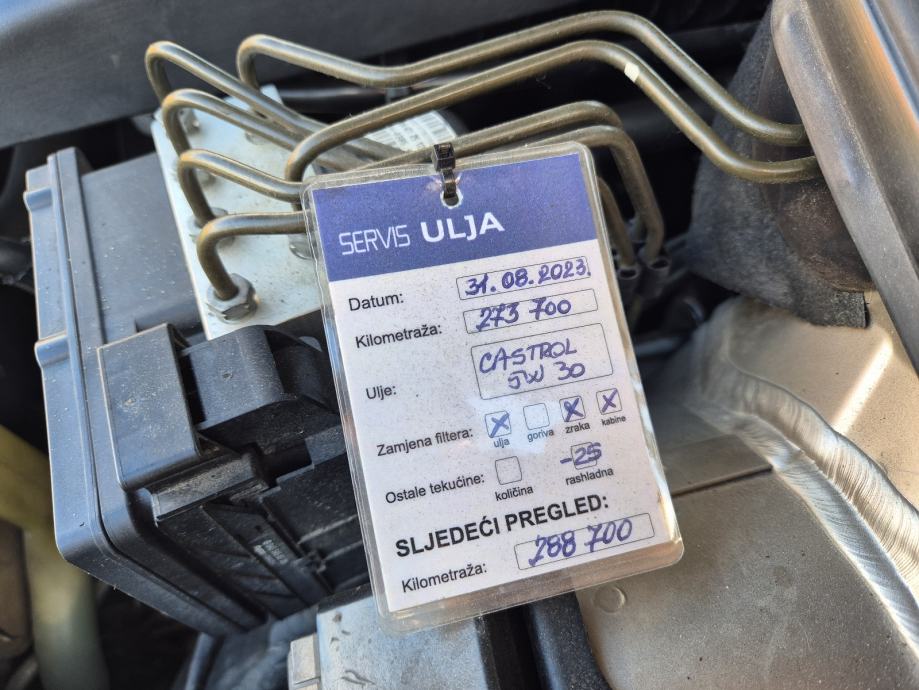 SERVIS ULJA
Datum: 31.08.2023.
Kilometraža: 273 700
Ulje: CASTROL
5W 30
Zamjena filtera: X X X
ulja goriva zraka kabine
Ostale tekućine: -25
količina rashladna
SLJEDEĆI PREGLED:
Kilometraža: 288 700